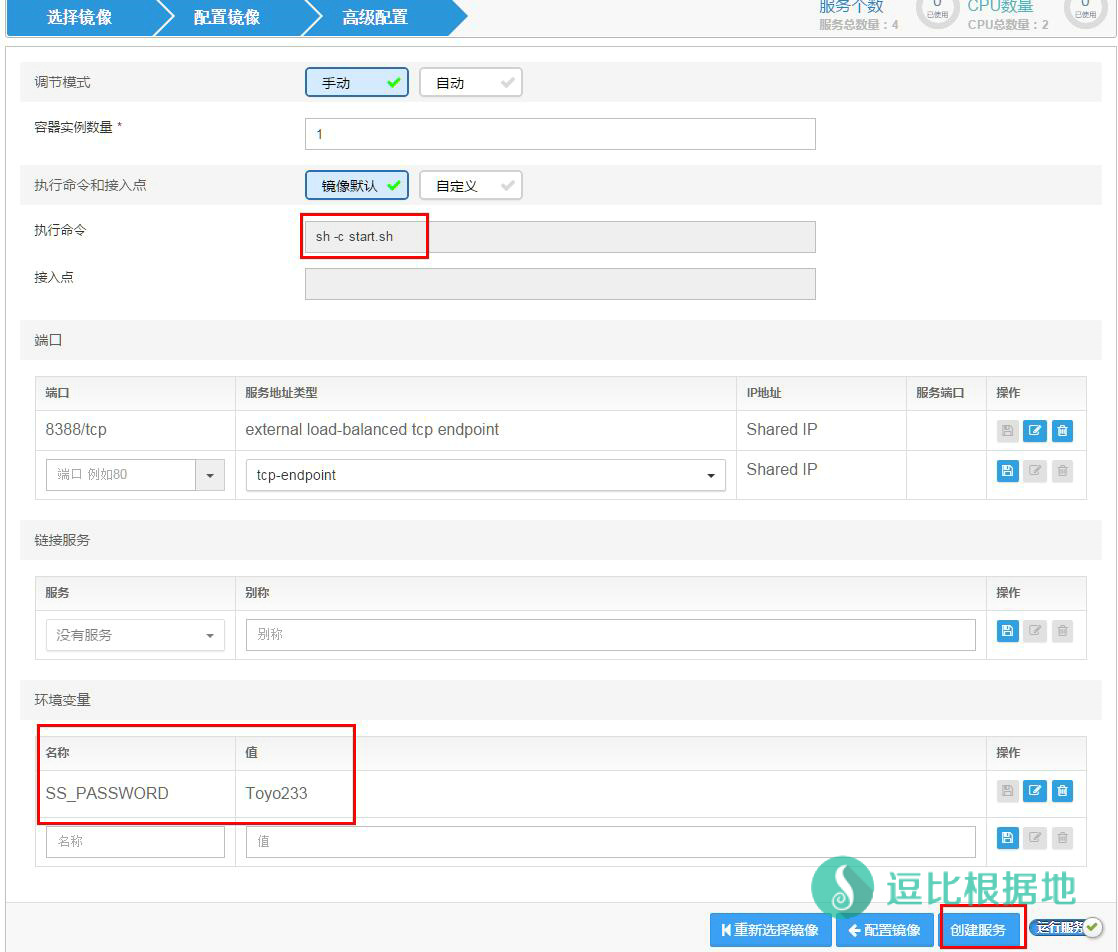 选择镜像 配置镜像 高级配置 服务个数 0 CPU数量 0
服务总数量：4 已使用 CPU总数量：2 已使用
调节模式 手动 自动
容器实例数量 * 1
执行命令和接入点 镜像默认 自定义
执行命令 sh -c start.sh
接入点
端口
端口 服务地址类型 IP地址 服务端口 操作
8388/tcp external load-balanced tcp endpoint Shared IP
端口 例如80 tcp-endpoint Shared IP
链接服务
服务 别称 操作
没有服务 别称
环境变量
名称 值 操作
SS_PASSWORD Toyo233
名称 值
逗比根据地
重新选择镜像 配置镜像 创建服务 运行服务